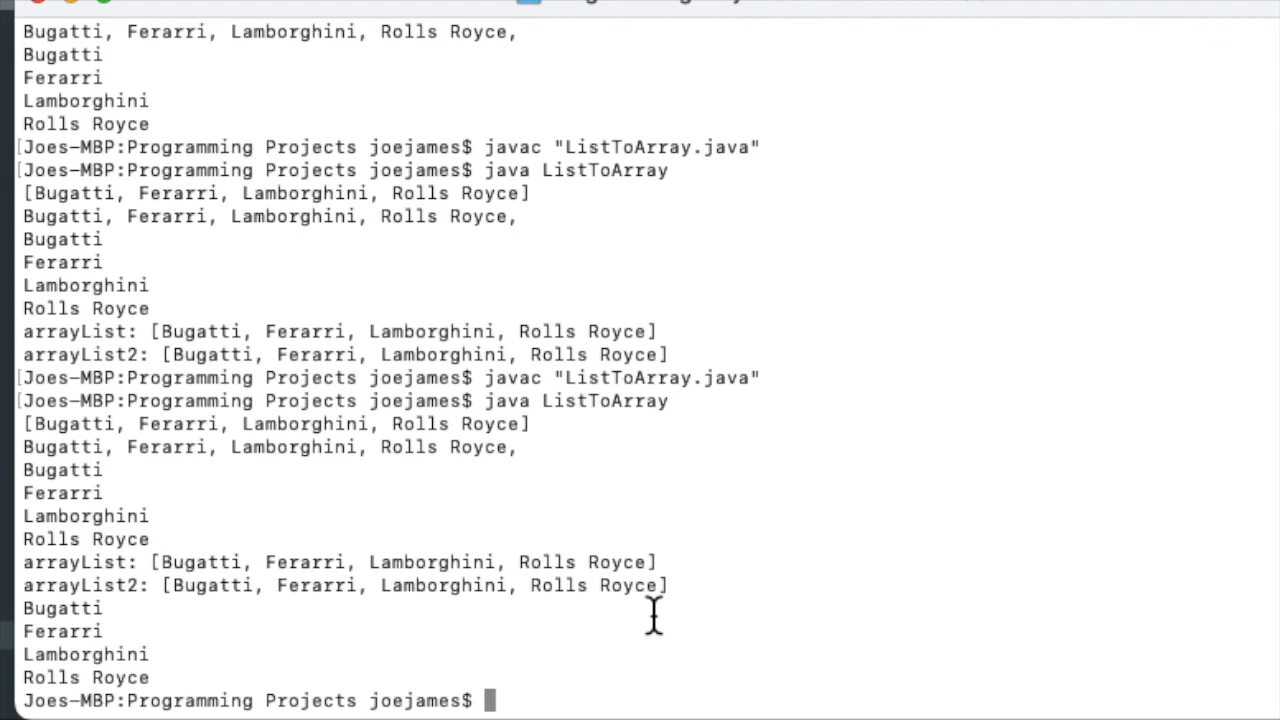 Bugatti, Ferarri, Lamborghini, Rolls Royce,
Bugatti
Ferarri
Lamborghini
Rolls Royce
[Joes-MBP:Programming Projects joejames$ javac "ListToArray.java"
[Joes-MBP:Programming Projects joejames$ java ListToArray
[Bugatti, Ferarri, Lamborghini, Rolls Royce]
Bugatti, Ferarri, Lamborghini, Rolls Royce,
Bugatti
Ferarri
Lamborghini
Rolls Royce
arrayList: [Bugatti, Ferarri, Lamborghini, Rolls Royce]
arrayList2: [Bugatti, Ferarri, Lamborghini, Rolls Royce]
[Joes-MBP:Programming Projects joejames$ javac "ListToArray.java"
[Joes-MBP:Programming Projects joejames$ java ListToArray
[Bugatti, Ferarri, Lamborghini, Rolls Royce]
Bugatti, Ferarri, Lamborghini, Rolls Royce,
Bugatti
Ferarri
Lamborghini
Rolls Royce
arrayList: [Bugatti, Ferarri, Lamborghini, Rolls Royce]
arrayList2: [Bugatti, Ferarri, Lamborghini, Rolls Royce]
Bugatti
Ferarri
Lamborghini
Rolls Royce
Joes-MBP:Programming Projects joejames$